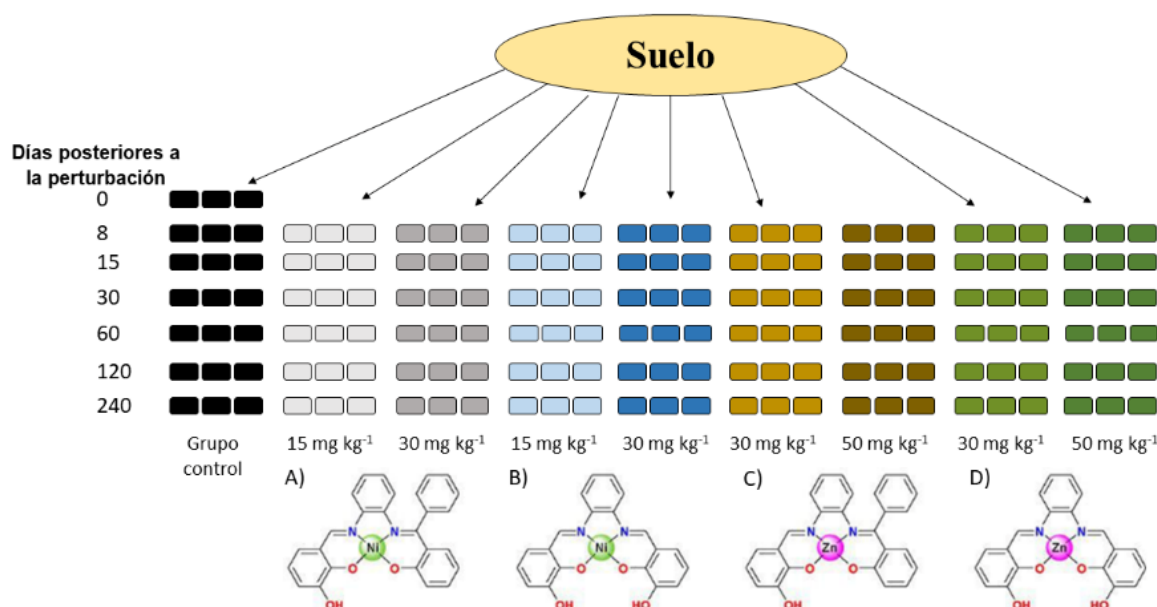 Suelo
Días posteriores a
la perturbación
0
8
15
30
60
120
240
Grupo
control
15 mg kg⁻¹ 30 mg kg⁻¹ 15 mg kg⁻¹ 30 mg kg⁻¹ 30 mg kg⁻¹ 50 mg kg⁻¹ 30 mg kg⁻¹ 50 mg kg⁻¹
A) B) C) D)
N N N N N N N N
Ni Ni Zn Zn
O O O O O O O O
OH OH HO OH OH HO